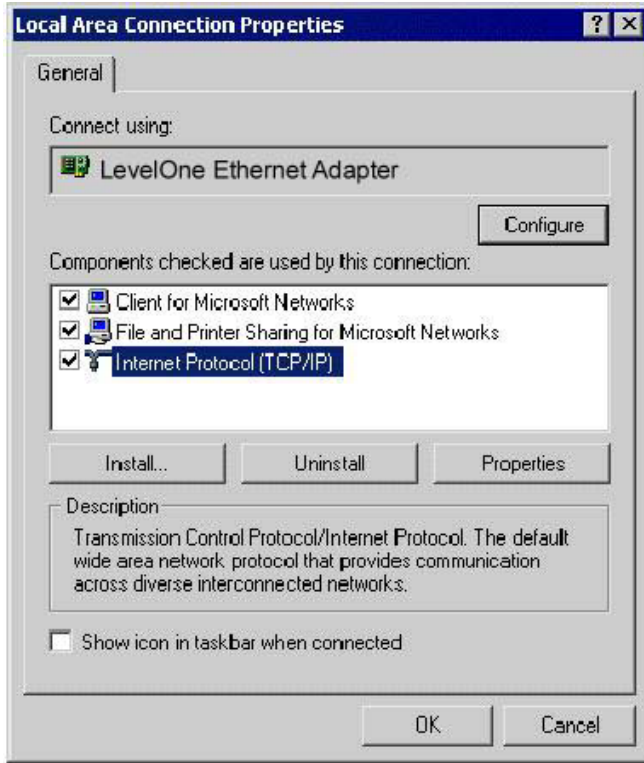 Local Area Connection Properties
General
Connect using:
LevelOne Ethernet Adapter
Configure
Components checked are used by this connection:
Client for Microsoft Networks
File and Printer Sharing for Microsoft Networks
Internet Protocol (TCP/IP)
Install...
Uninstall
Properties
Description
Transmission Control Protocol/Internet Protocol. The default
wide area network protocol that provides communication
across diverse interconnected networks.
Show icon in taskbar when connected
OK
Cancel